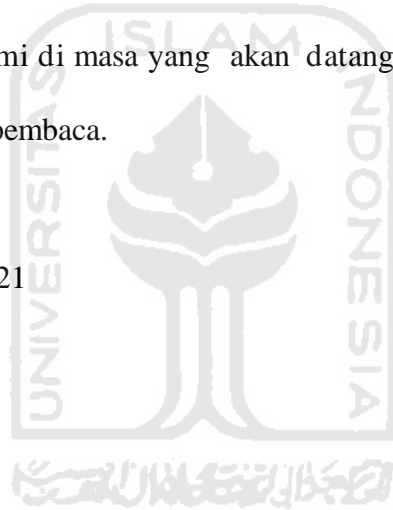 mi di masa yang akan datang
pembaca.
21
UNIVERSITAS
ISLAM
INDONESIA